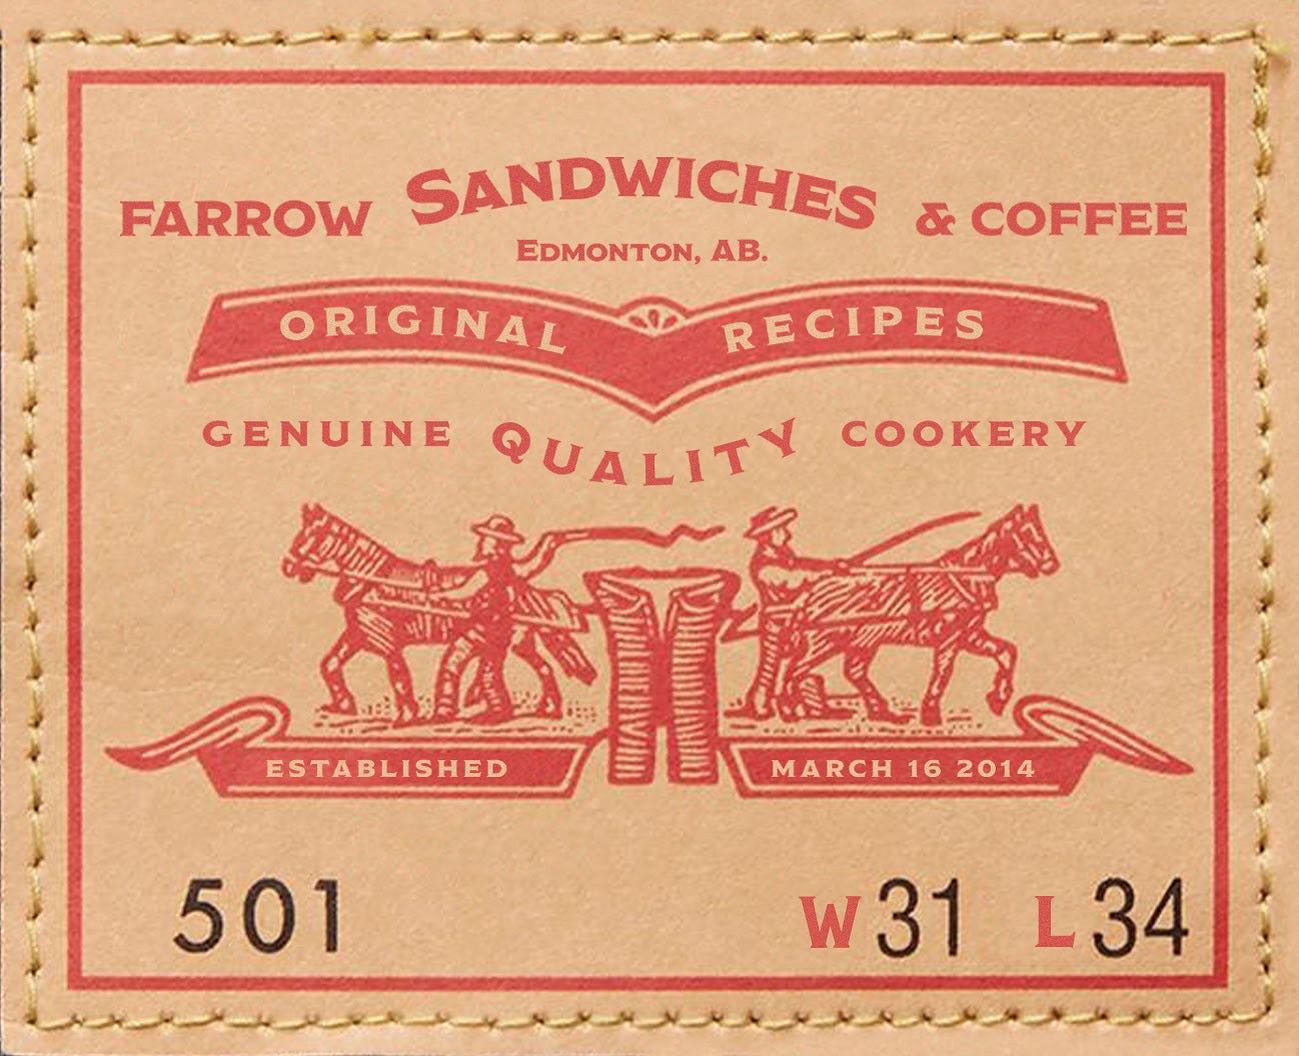 FARROW SANDWICHES & COFFEE
EDMONTON, AB.
ORIGINAL RECIPES
GENUINE QUALITY COOKERY
ESTABLISHED MARCH 16 2014
501 W31 L34